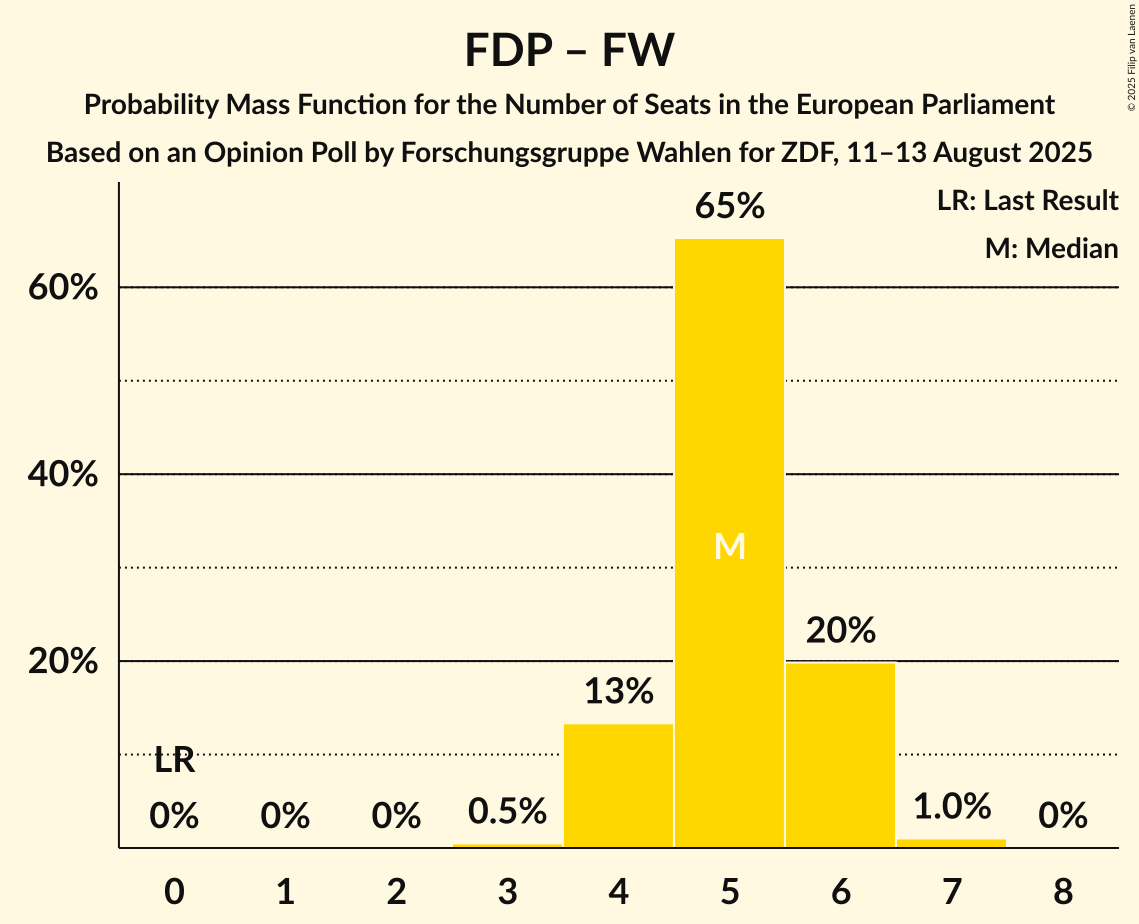 FDP – FW
Probability Mass Function for the Number of Seats in the European Parliament
Based on an Opinion Poll by Forschungsgruppe Wahlen for ZDF, 11–13 August 2025
© 2025 Filip van Laenen
LR: Last Result
M: Median
65%
60%
40%
M
20%
20%
13%
LR
0%
0%
0%
0.5%
1.0%
0%
0 1 2 3 4 5 6 7 8